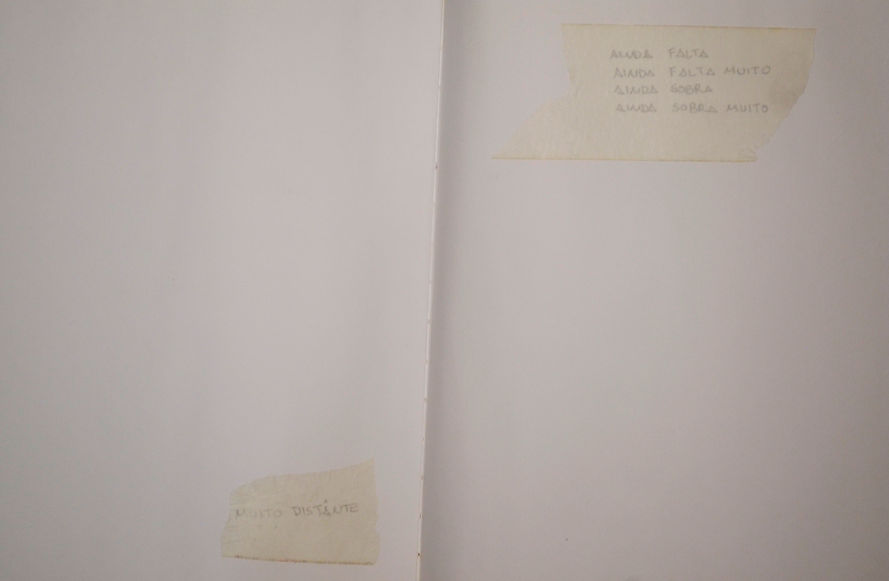 MUITO DISTÂNTE
AINDA FALTA
AINDA FALTA MUITO
AINDA SOBRA
AINDA SOBRA MUITO